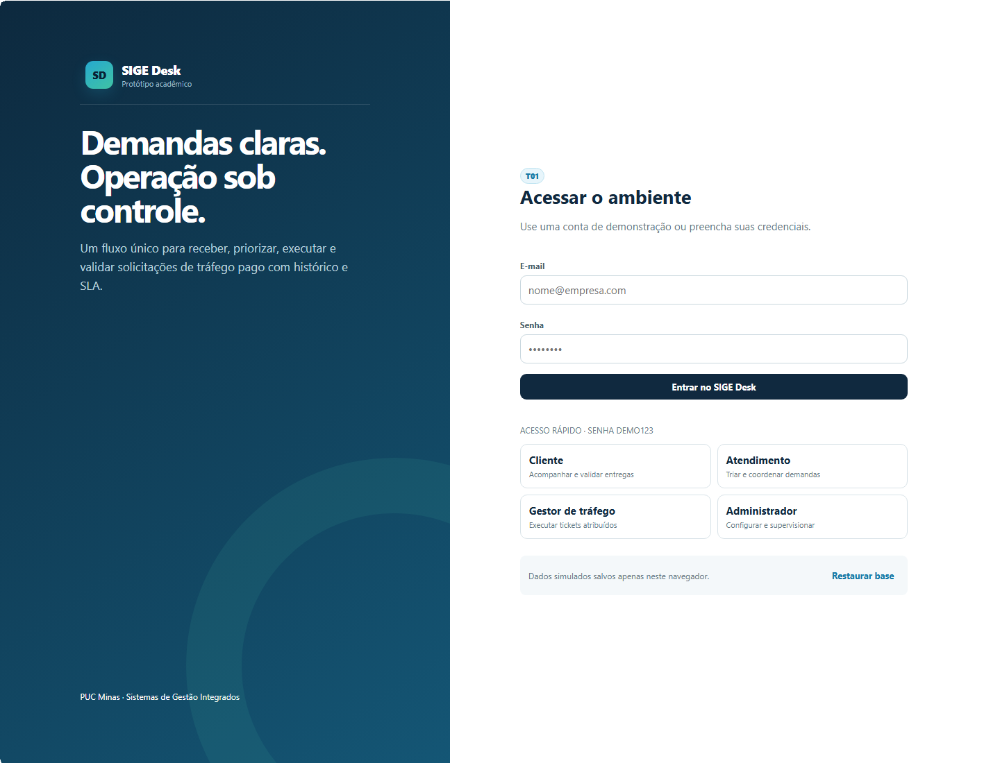 SD
SIGE Desk
Protótipo acadêmico
Demandas claras.
Operação sob
controle.
Um fluxo único para receber, priorizar, executar e
validar solicitações de tráfego pago com histórico e
SLA.
PUC Minas · Sistemas de Gestão Integrados
T01
Acessar o ambiente
Use uma conta de demonstração ou preencha suas credenciais.
E-mail
nome@empresa.com
Senha
••••••••
Entrar no SIGE Desk
ACESSO RÁPIDO · SENHA DEMO123
Cliente
Acompanhar e validar entregas
Atendimento
Triar e coordenar demandas
Gestor de tráfego
Executar tickets atribuídos
Administrador
Configurar e supervisionar
Dados simulados salvos apenas neste navegador.
Restaurar base